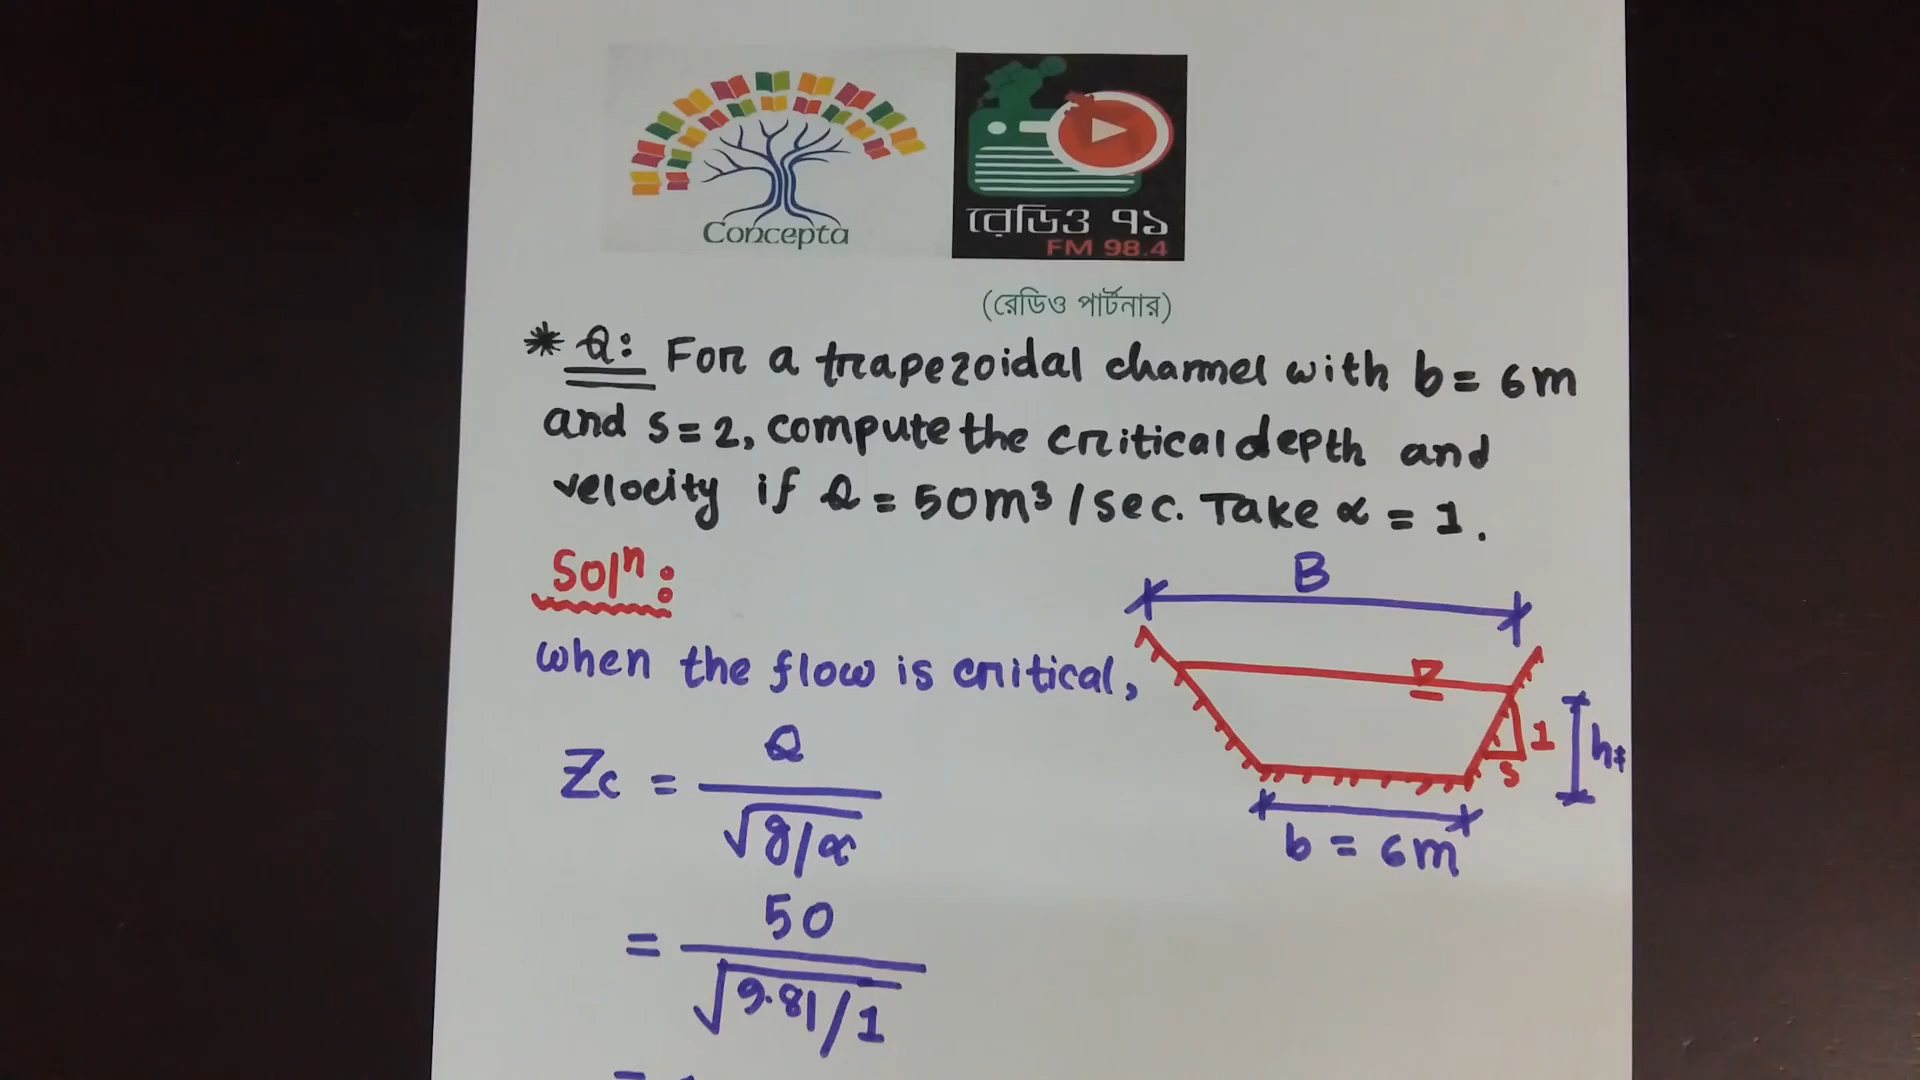 Concepta
রেডিও ৭১
FM 98.4
(রেডিও পার্টনার)
* Q: For a trapezoidal channel with b = 6m
and s = 2, compute the critical depth and
velocity if Q = 50m³/sec. Take α = 1.
Solⁿ:
B
when the flow is critical,
1
s
b = 6m
Zc = Q / √g/α
= 50 / √9.81/1